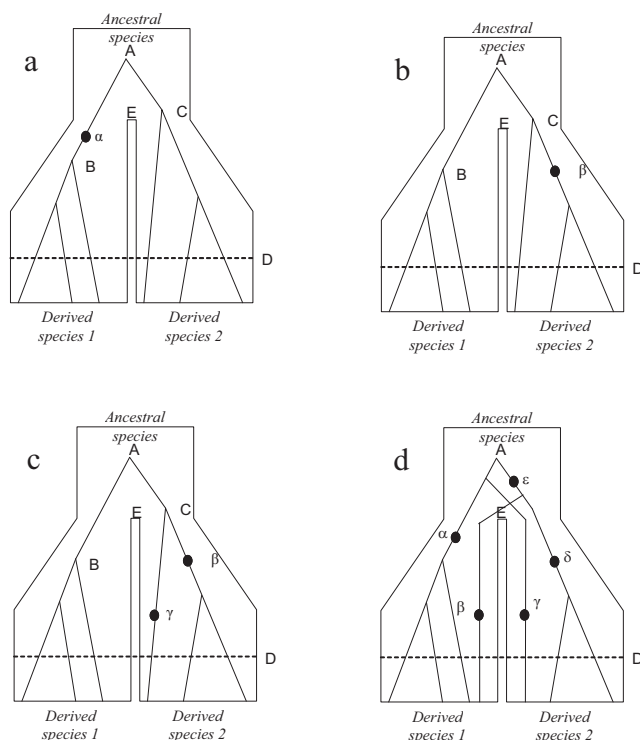 a
Ancestral
species
A
E
C
α
B
D
Derived
species 1
Derived
species 2
b
Ancestral
species
A
E
C
β
B
D
Derived
species 1
Derived
species 2
c
Ancestral
species
A
E
C
β
B
γ
D
Derived
species 1
Derived
species 2
d
Ancestral
species
A
ε
E
α
δ
β
γ
D
Derived
species 1
Derived
species 2